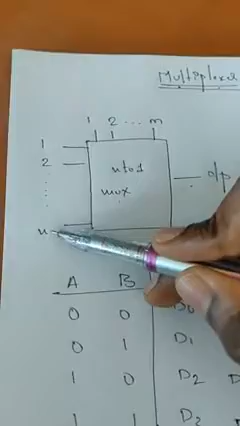 Multiplexer
1 2 ... m
1
2
n to 1
mux
o/p
n
A B
0 0 D0
0 1 D1
1 0 D2 D
1 1 D3